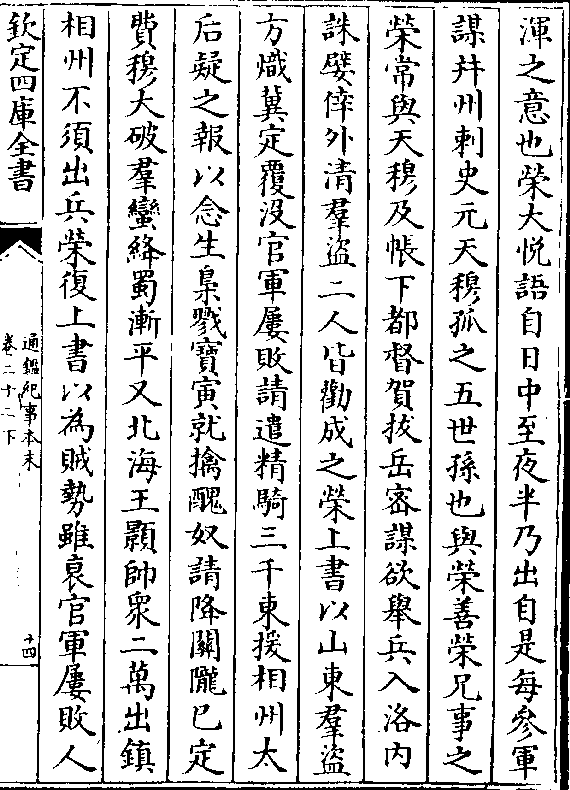 渾之意也榮大悦語自日中至夜半乃出自是每參軍
謀并州刺史元天穆孤之五世孫也與榮善榮兄事之
榮常與天穆及帳下都督賀拔岳宻謀欲舉兵入洛内
誅嬖倖外清羣盜二人皆勸成之榮上書以山東羣盜
方熾冀定覆没官軍屢敗請遣精騎三千東援相州太
后疑之報以念生梟戮寶寅就擒醜奴請降關隴已定
費穆大破羣蠻絳蜀漸平又北海王顥帥衆二萬出鎮
相州不須出兵榮復上書以為賊勢雖衰官軍屢敗人
欽定四庫全書
通鑑紀事本末
卷二十二下
十四